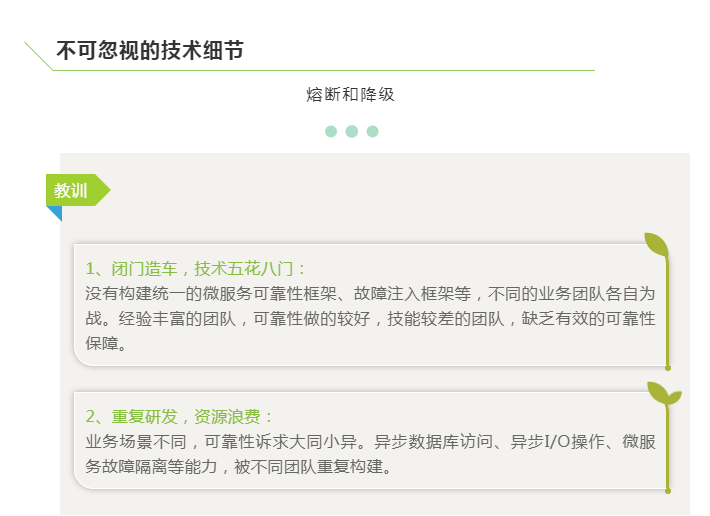 不可忽视的技术细节
熔断和降级
教训
1、闭门造车，技术五花八门：
没有构建统一的微服务可靠性框架、故障注入框架等，不同的业务团队各自为
战。经验丰富的团队，可靠性做的较好，技能较差的团队，缺乏有效的可靠性
保障。
2、重复研发，资源浪费：
业务场景不同，可靠性诉求大同小异。异步数据库访问、异步I/O操作、微服
务故障隔离等能力，被不同团队重复构建。